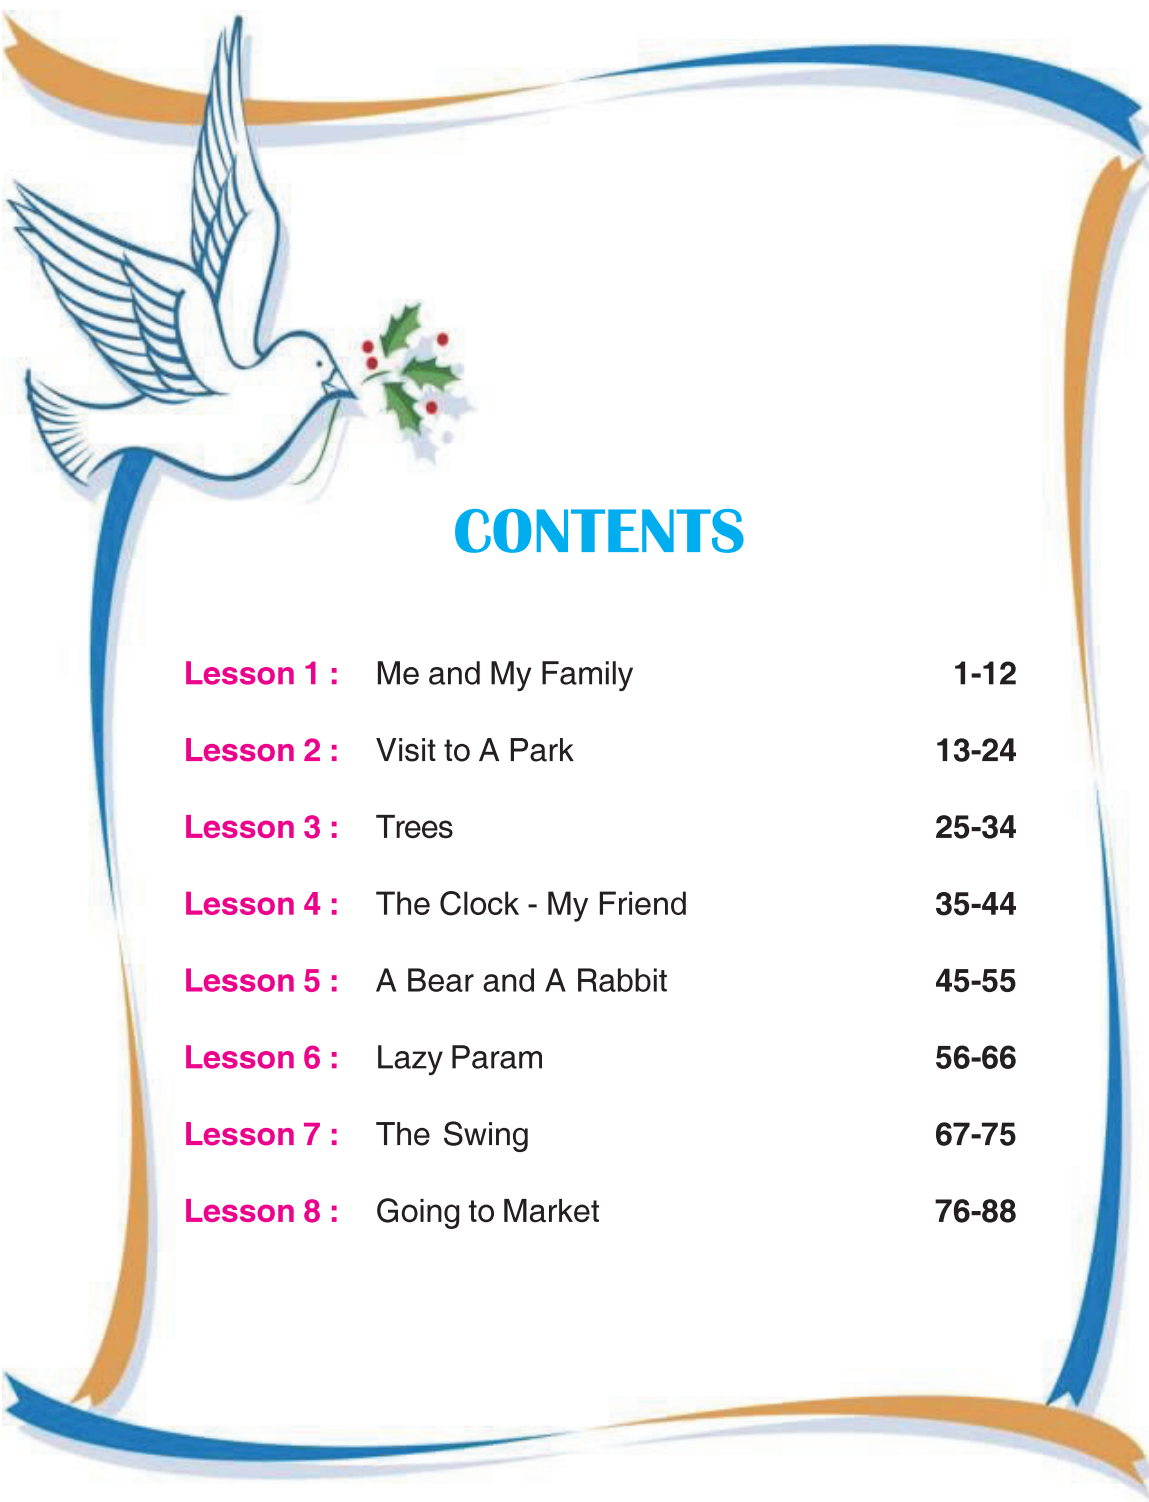 CONTENTS
Lesson 1 : Me and My Family 1-12
Lesson 2 : Visit to A Park 13-24
Lesson 3 : Trees 25-34
Lesson 4 : The Clock - My Friend 35-44
Lesson 5 : A Bear and A Rabbit 45-55
Lesson 6 : Lazy Param 56-66
Lesson 7 : The Swing 67-75
Lesson 8 : Going to Market 76-88